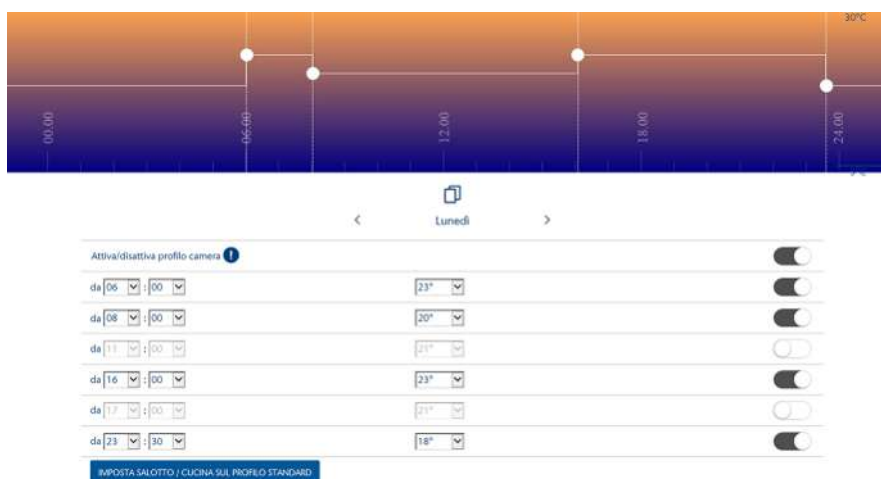 30°C
00.00 06.00 12.00 18.00 24.00
Lunedì
Attiva/disattiva profilo camera !
da 06 : 00 23°
da 08 : 00 20°
da 11 : 00 21°
da 16 : 00 23°
da 17 : 00 21°
da 23 : 30 18°
IMPOSTA SALOTTO / CUCINA SUL PROFILO STANDARD